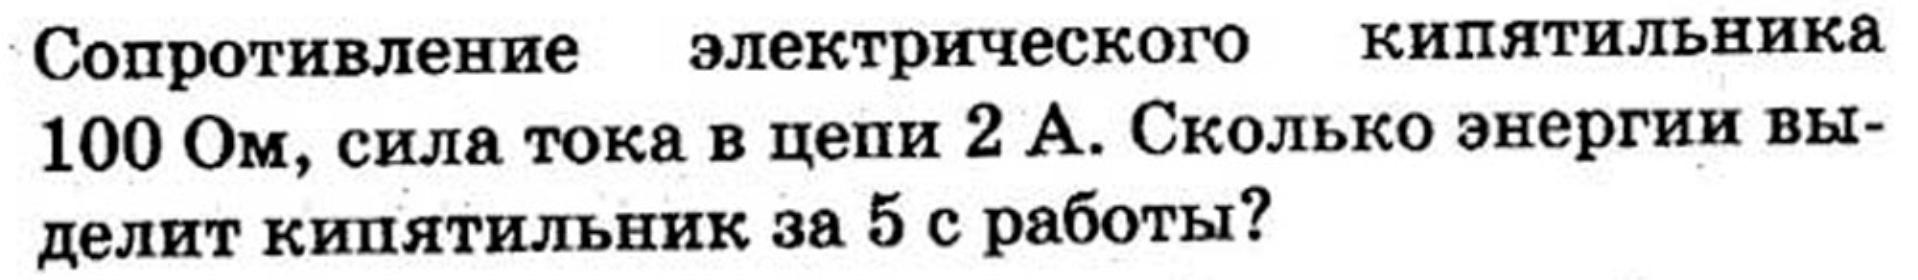 Сопротивление электрического кипятильника
100 Ом, сила тока в цепи 2 А. Сколько энергии вы-
делит кипятильник за 5 с работы?